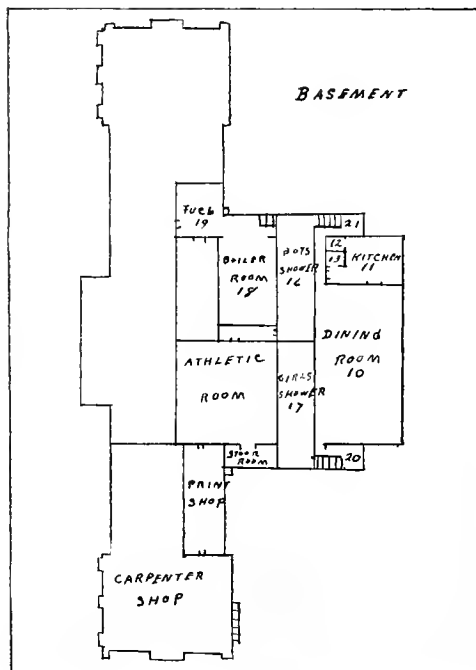 BASEMENT
FUEL
19
21
BOYS
SHOWER
16
12
13
KITCHEN
11
BOILER
ROOM
18
DINING
ROOM
10
ATHLETIC
ROOM
GIRLS
SHOWER
17
STOOR
ROOM
20
PRINT
SHOP
CARPENTER
SHOP